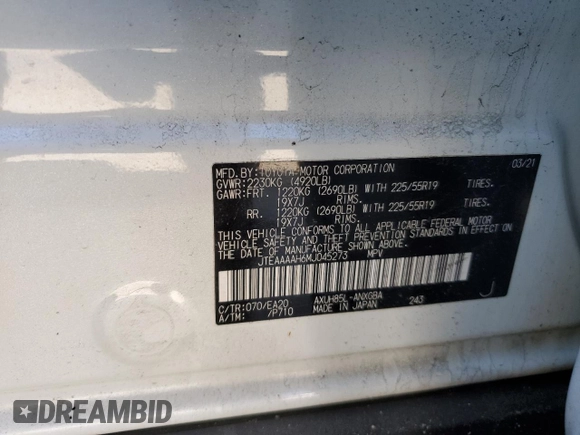 MFD.BY:TOYOTA MOTOR CORPORATION 03/21
GVWR:2230KG (4920LB)
GAWR:FRT. 1220KG (2690LB) WITH 225/55R19 TIRES.
19X7J RIMS.
RR. 1220KG (2690LB) WITH 225/55R19 TIRES.
19X7J RIMS.
THIS VEHICLE CONFORMS TO ALL APPLICABLE FEDERAL MOTOR
VEHICLE SAFETY AND BUMPER STANDARDS IN EFFECT ON
THE DATE OF MANUFACTURE SHOWN ABOVE.
JTEAAAAH6MJ045273 MPV
C/TR:070/EA20 AXUH85L-ANXGBA 243 J
A/TM: /P710 MADE IN JAPAN
DREAMBID